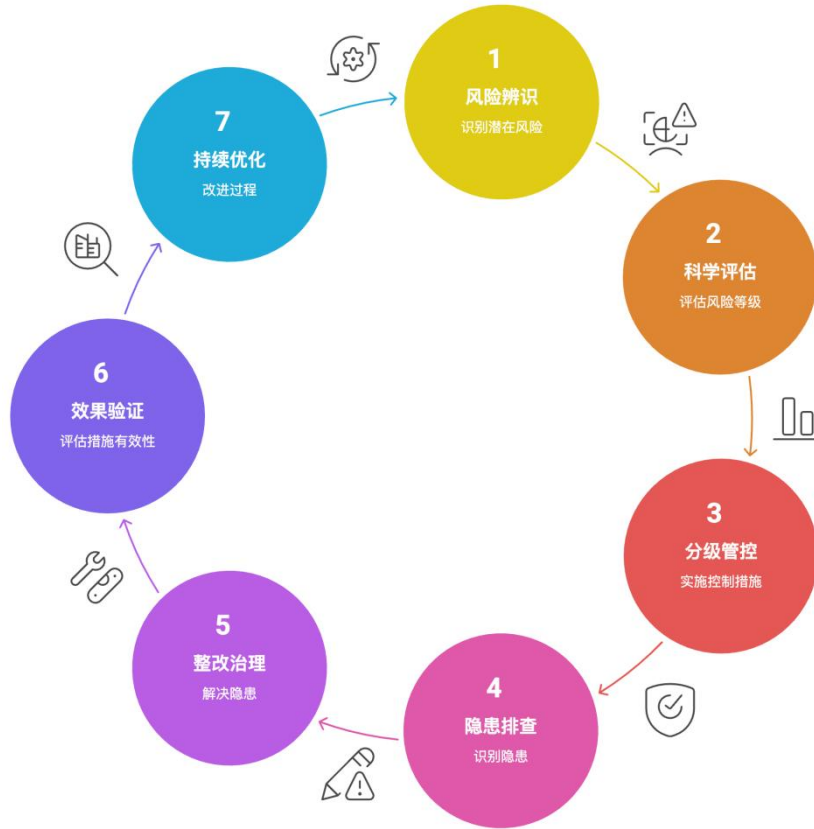 1
风险辨识
识别潜在风险
2
科学评估
评估风险等级
3
分级管控
实施控制措施
4
隐患排查
识别隐患
5
整改治理
解决隐患
6
效果验证
评估措施有效性
7
持续优化
改进过程